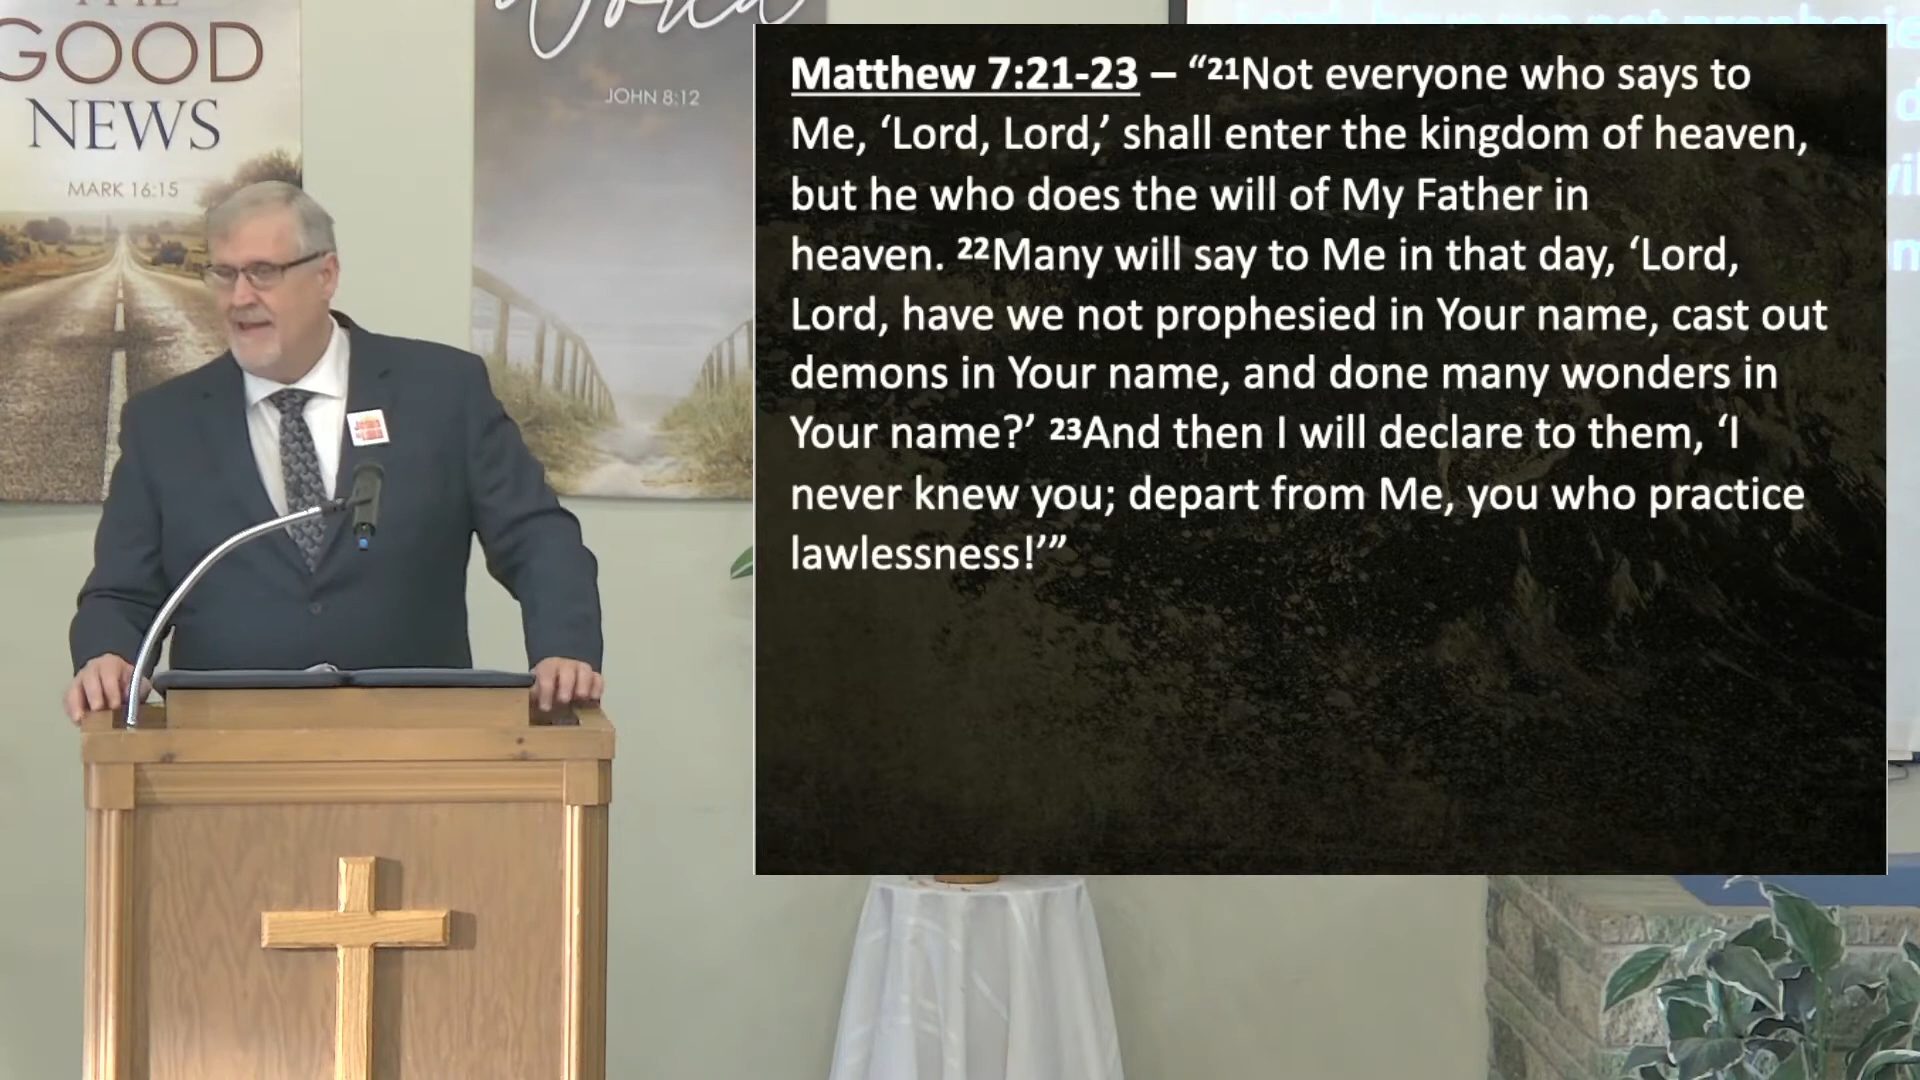 GOOD
NEWS
MARK 16:15
World
JOHN 8:12
Matthew 7:21-23 – “21Not everyone who says to
Me, ‘Lord, Lord,’ shall enter the kingdom of heaven,
but he who does the will of My Father in
heaven. 22Many will say to Me in that day, ‘Lord,
Lord, have we not prophesied in Your name, cast out
demons in Your name, and done many wonders in
Your name?’ 23And then I will declare to them, ‘I
never knew you; depart from Me, you who practice
lawlessness!’”